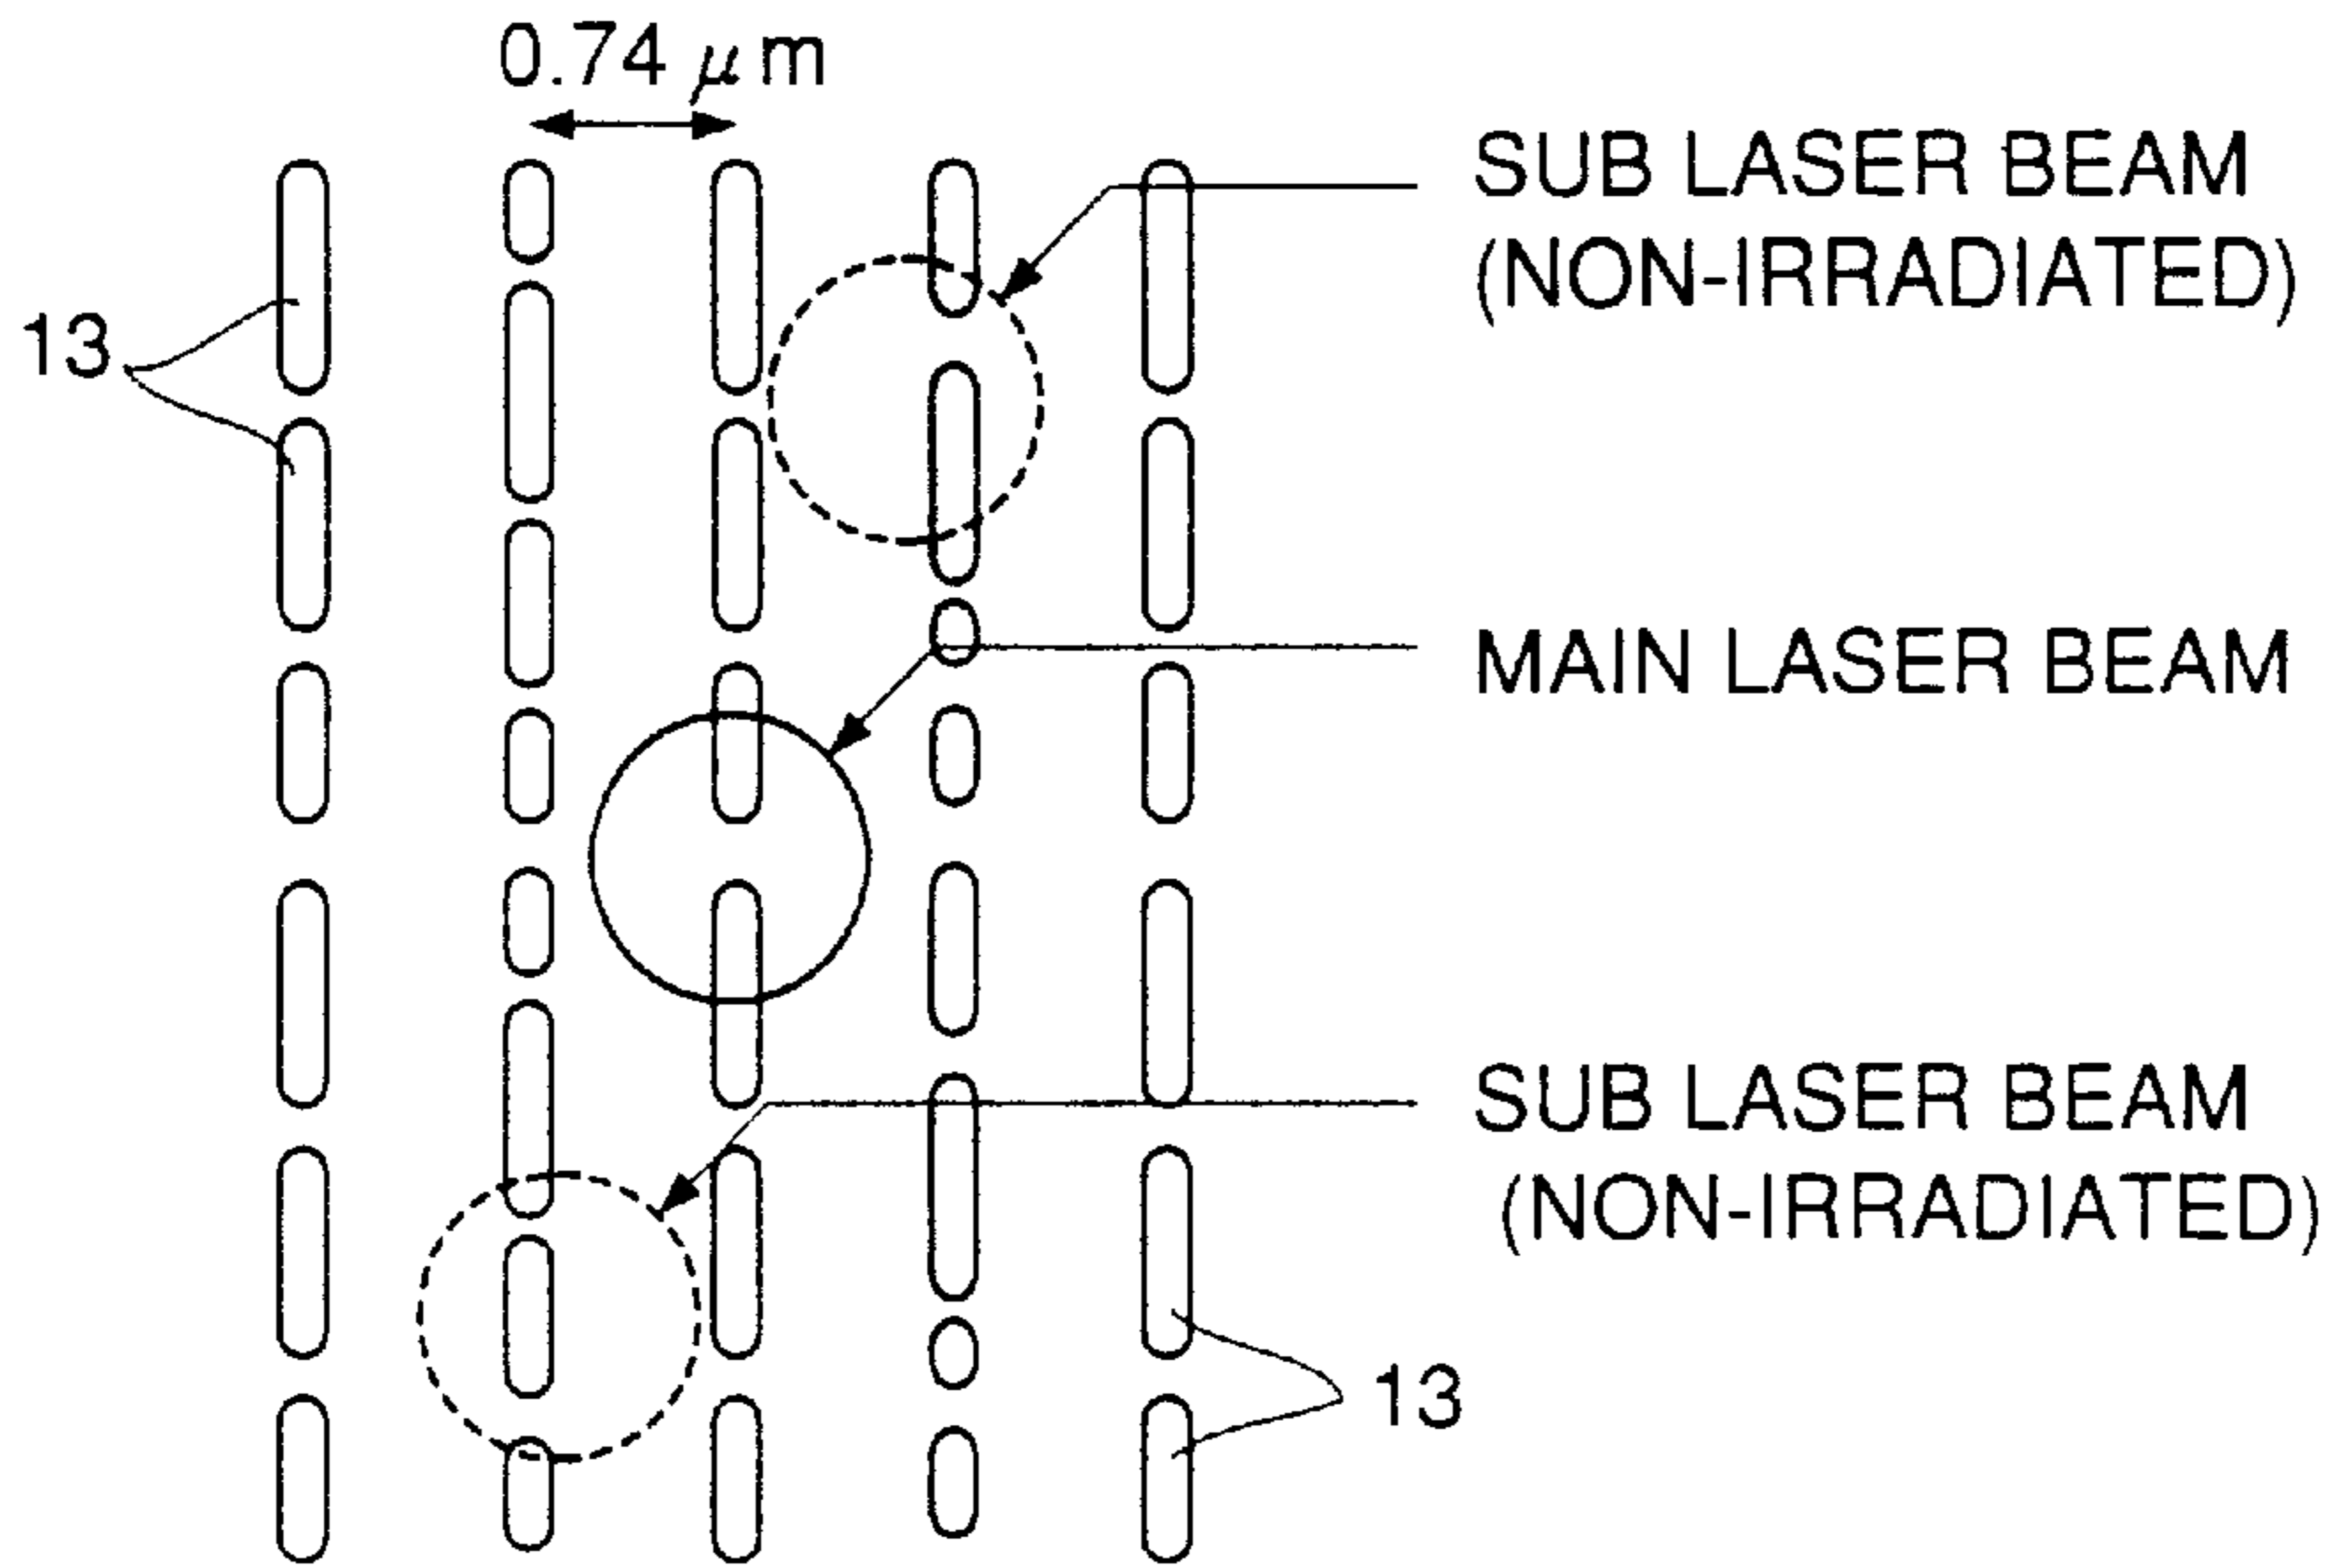 0.74 μm
SUB LASER BEAM
(NON-IRRADIATED)
13
MAIN LASER BEAM
SUB LASER BEAM
(NON-IRRADIATED)
13